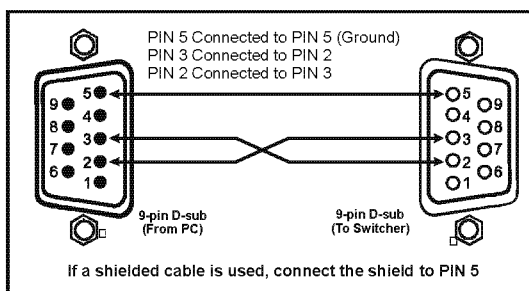 PIN 5 Connected to PIN 5 (Ground)
PIN 3 Connected to PIN 2
PIN 2 Connected to PIN 3
5
9
4
8
3
7
2
6
1
5
9
4
8
3
7
2
6
1
9-pin D-sub
(From PC)
9-pin D-sub
(To Switcher)
If a shielded cable is used, connect the shield to PIN 5